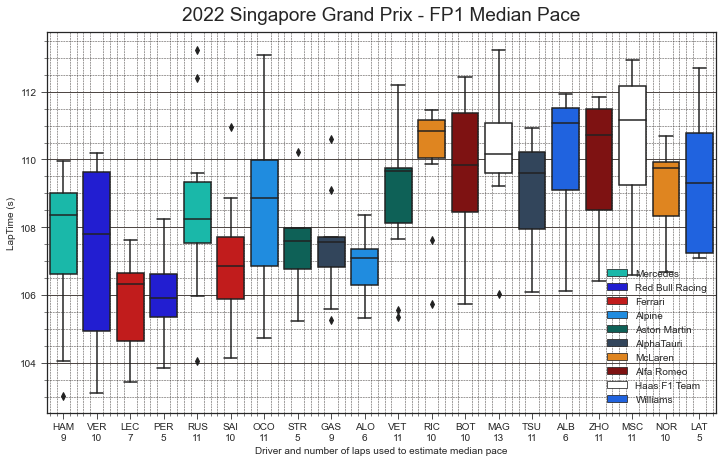 2022 Singapore Grand Prix - FP1 Median Pace
LapTime (s)
112
110
108
106
104
Mercedes
Red Bull Racing
Ferrari
Alpine
Aston Martin
AlphaTauri
McLaren
Alfa Romeo
Haas F1 Team
Williams
HAM VER LEC PER RUS SAI OCO STR GAS ALO VET RIC BOT MAG TSU ALB ZHO MSC NOR LAT
9 10 7 5 11 10 11 5 9 6 11 10 10 13 11 6 11 11 10 5
Driver and number of laps used to estimate median pace